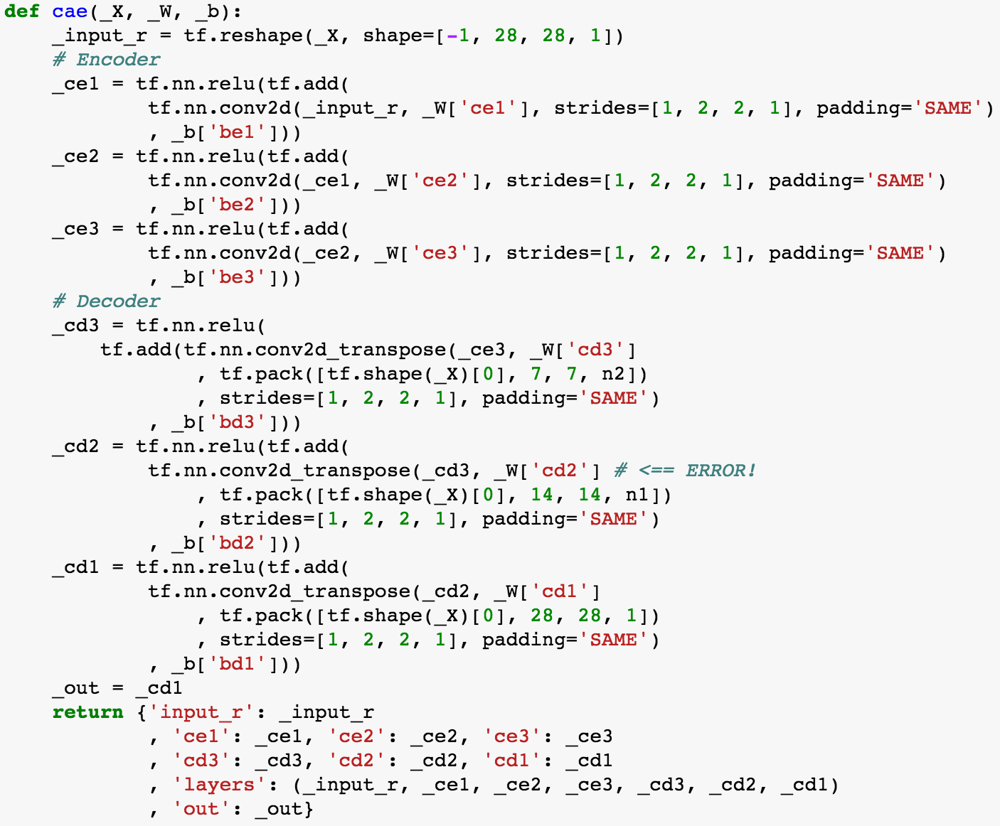 def cae(_X, _W, _b):
    _input_r = tf.reshape(_X, shape=[-1, 28, 28, 1])
    # Encoder
    _ce1 = tf.nn.relu(tf.add(
            tf.nn.conv2d(_input_r, _W['ce1'], strides=[1, 2, 2, 1], padding='SAME')
            , _b['be1']))
    _ce2 = tf.nn.relu(tf.add(
            tf.nn.conv2d(_ce1, _W['ce2'], strides=[1, 2, 2, 1], padding='SAME')
            , _b['be2']))
    _ce3 = tf.nn.relu(tf.add(
            tf.nn.conv2d(_ce2, _W['ce3'], strides=[1, 2, 2, 1], padding='SAME')
            , _b['be3']))
    # Decoder
    _cd3 = tf.nn.relu(
        tf.add(tf.nn.conv2d_transpose(_ce3, _W['cd3']
                , tf.pack([tf.shape(_X)[0], 7, 7, n2])
                , strides=[1, 2, 2, 1], padding='SAME')
            , _b['bd3']))
    _cd2 = tf.nn.relu(tf.add(
            tf.nn.conv2d_transpose(_cd3, _W['cd2'] # <== ERROR!
                , tf.pack([tf.shape(_X)[0], 14, 14, n1])
                , strides=[1, 2, 2, 1], padding='SAME')
            , _b['bd2']))
    _cd1 = tf.nn.relu(tf.add(
            tf.nn.conv2d_transpose(_cd2, _W['cd1']
                , tf.pack([tf.shape(_X)[0], 28, 28, 1])
                , strides=[1, 2, 2, 1], padding='SAME')
            , _b['bd1']))
    _out = _cd1
    return {'input_r': _input_r
            , 'ce1': _ce1, 'ce2': _ce2, 'ce3': _ce3
            , 'cd3': _cd3, 'cd2': _cd2, 'cd1': _cd1
            , 'layers': (_input_r, _ce1, _ce2, _ce3, _cd3, _cd2, _cd1)
            , 'out': _out}